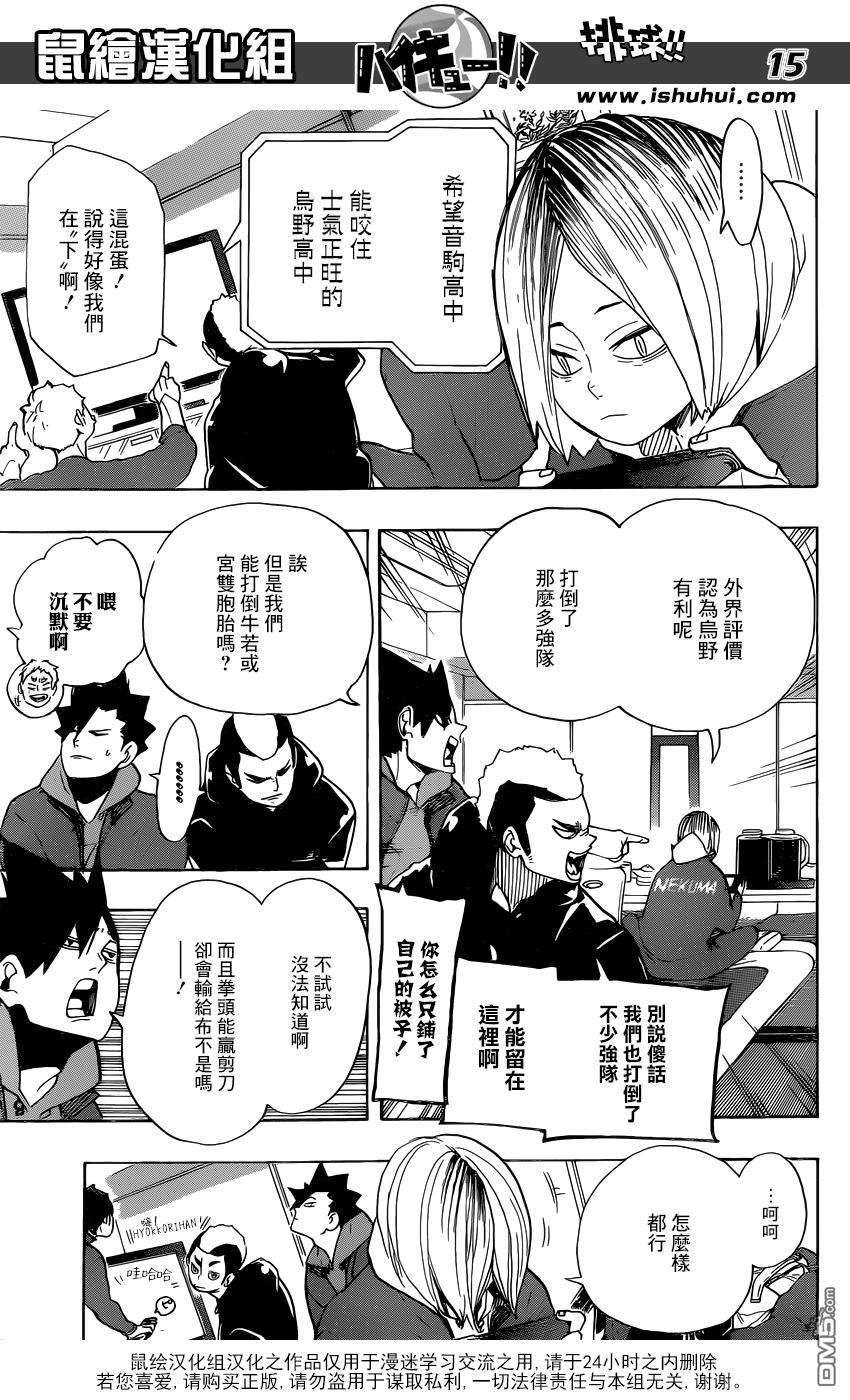 鼠繪漢化組
ハイキュー!!
排球!!
15
www.ishuhui.com
……
希望音駒高中
能咬住
士氣正旺的
烏野高中
這混蛋!
說得好像我們
在〝下〟啊!
外界評價
認為烏野
有利呢
打倒了
那麼多強隊
NEKOMA
別說傻話
我們也打倒了
不少強隊
才能留在
這裡啊
你怎么只鋪了
自己的被子!
誒
但是我們
能打倒牛若或
宮雙胞胎嗎?
……
喂
不要
沉默啊
不試試
沒法知道啊
而且拳頭能贏剪刀
卻會輸給布不是嗎
——!
…呵呵
怎麼樣
都行
HYOKKORIHAN
哇哈哈
DM5.com
鼠绘汉化组汉化之作品仅用于漫迷学习交流之用, 请于24小时之内删除
若您喜爱, 请购买正版, 请勿用于谋取私利, 一切法律责任与本组无关, 谢谢。